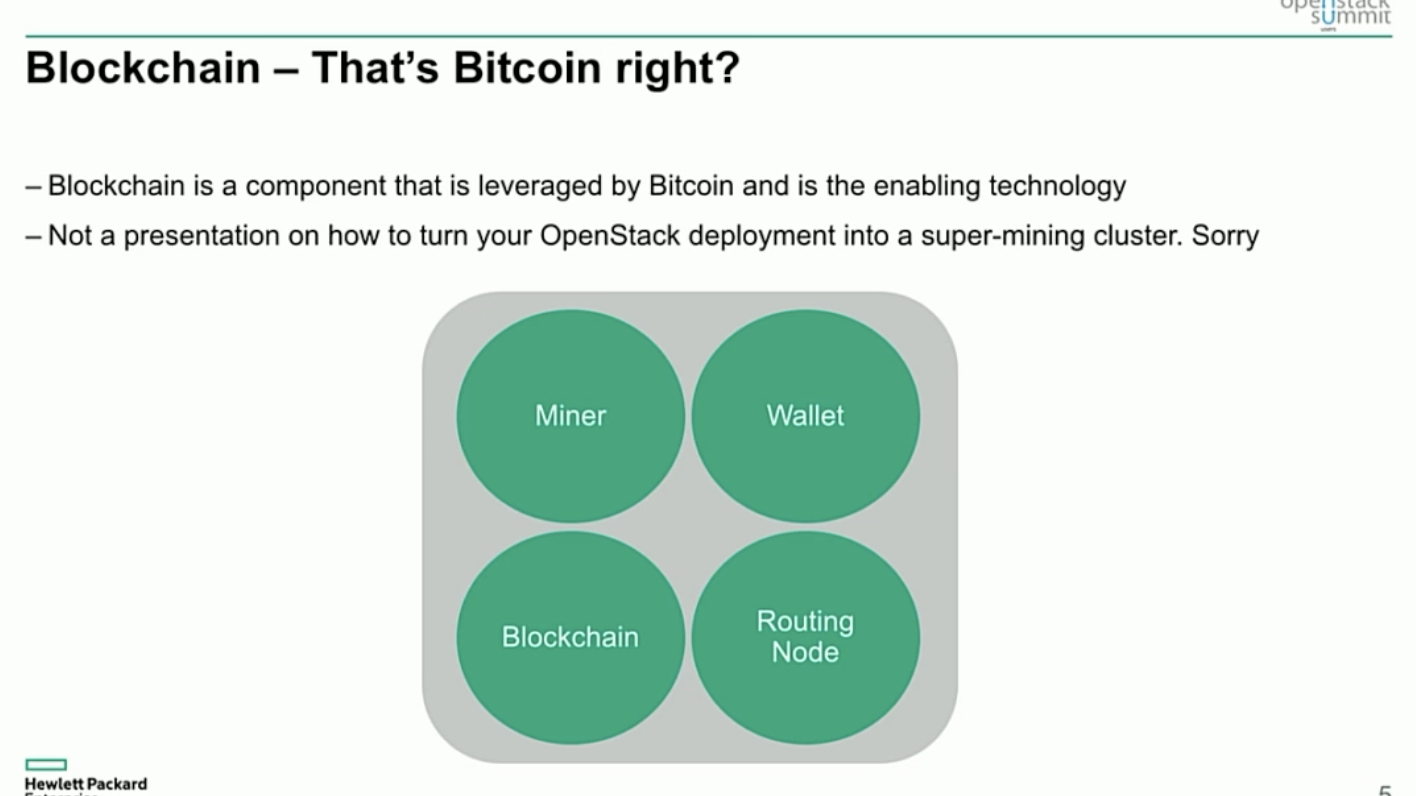 openstack
summit
Blockchain – That's Bitcoin right?
– Blockchain is a component that is leveraged by Bitcoin and is the enabling technology
– Not a presentation on how to turn your OpenStack deployment into a super-mining cluster. Sorry
Miner
Wallet
Blockchain
Routing
Node
Hewlett Packard
Enterprise
5